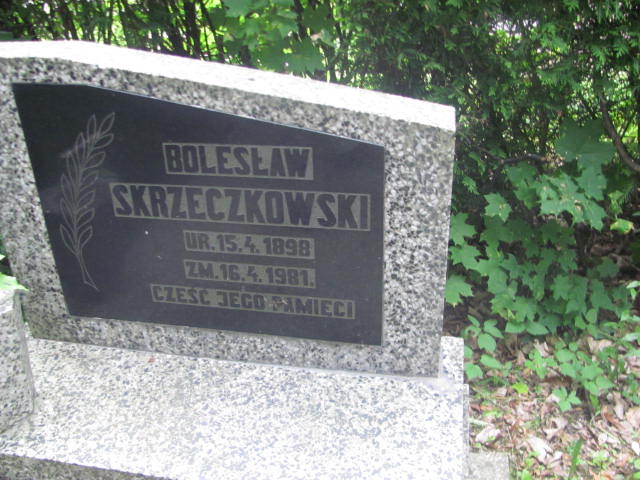 BOLESŁAW
SKRZECZKOWSKI
UR. 15.4.1898
ZM. 16.4.1981.
CZEŚĆ JEGO PAMIĘCI